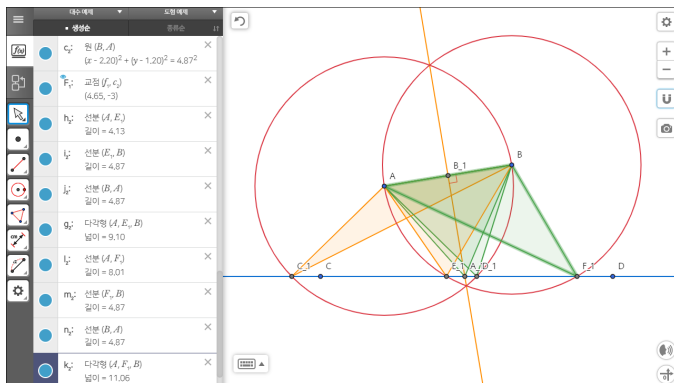 대수 예제 ▼ 도형 예제 ▼
▪ 생성순 종류순 ↓↑
c₂: 원 (B, A)
(x - 2.20)² + (y - 1.20)² = 4.87²
F₁: 교점 (f, c₂)
(4.65, -3)
h₂: 선분 (A, E₁)
길이 = 4.13
i₂: 선분 (E₁, B)
길이 = 4.87
j₂: 선분 (B, A)
길이 = 4.87
g₂: 다각형 (A, E₁, B)
넓이 = 9.10
l₂: 선분 (A, F₁)
길이 = 8.01
m₂: 선분 (F₁, B)
길이 = 4.87
n₂: 선분 (B, A)
길이 = 4.87
k₂: 다각형 (A, F₁, B)
넓이 = 11.06
B
B_1
A
C_1 C E_1 A D_1 F_1 D